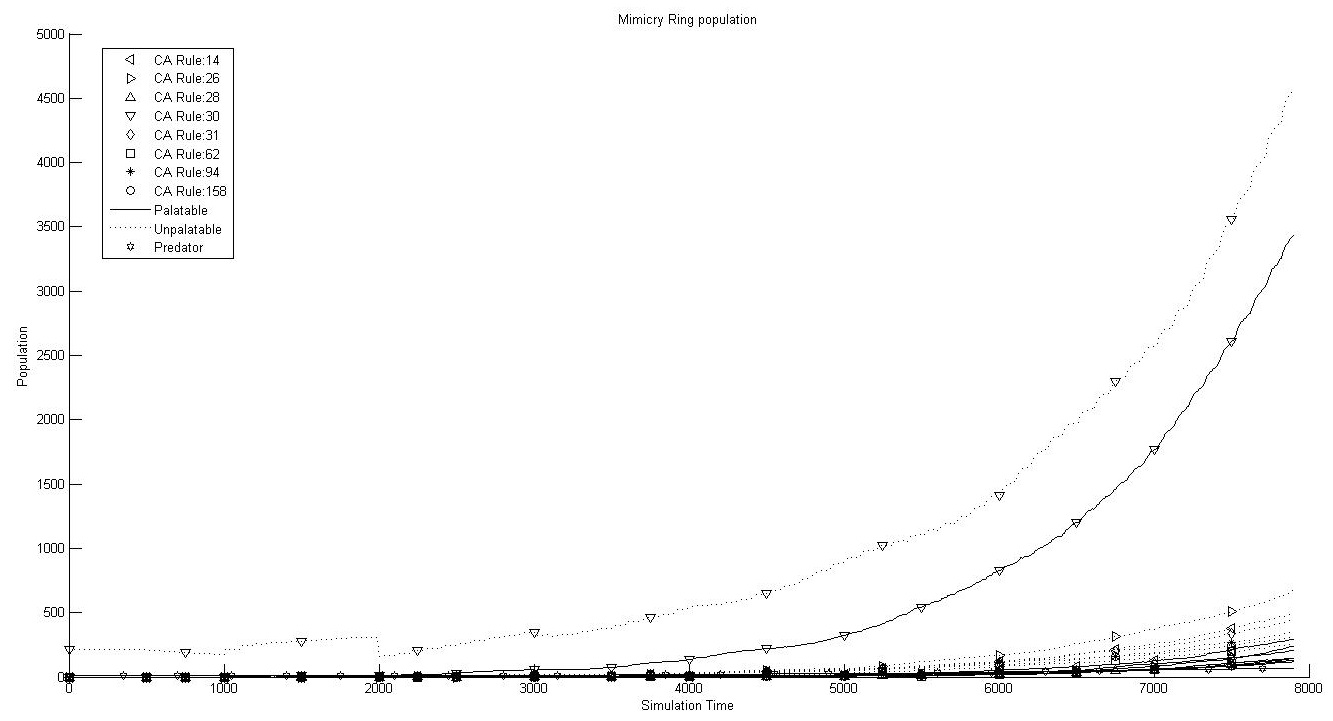 Mimicry Ring population
5000
4500
4000
3500
3000
2500
2000
1500
1000
500
0
Population
CA Rule:14
CA Rule:26
CA Rule:28
CA Rule:30
CA Rule:31
CA Rule:62
CA Rule:94
CA Rule:158
Palatable
Unpalatable
Predator
0 1000 2000 3000 4000 5000 6000 7000 8000
Simulation Time